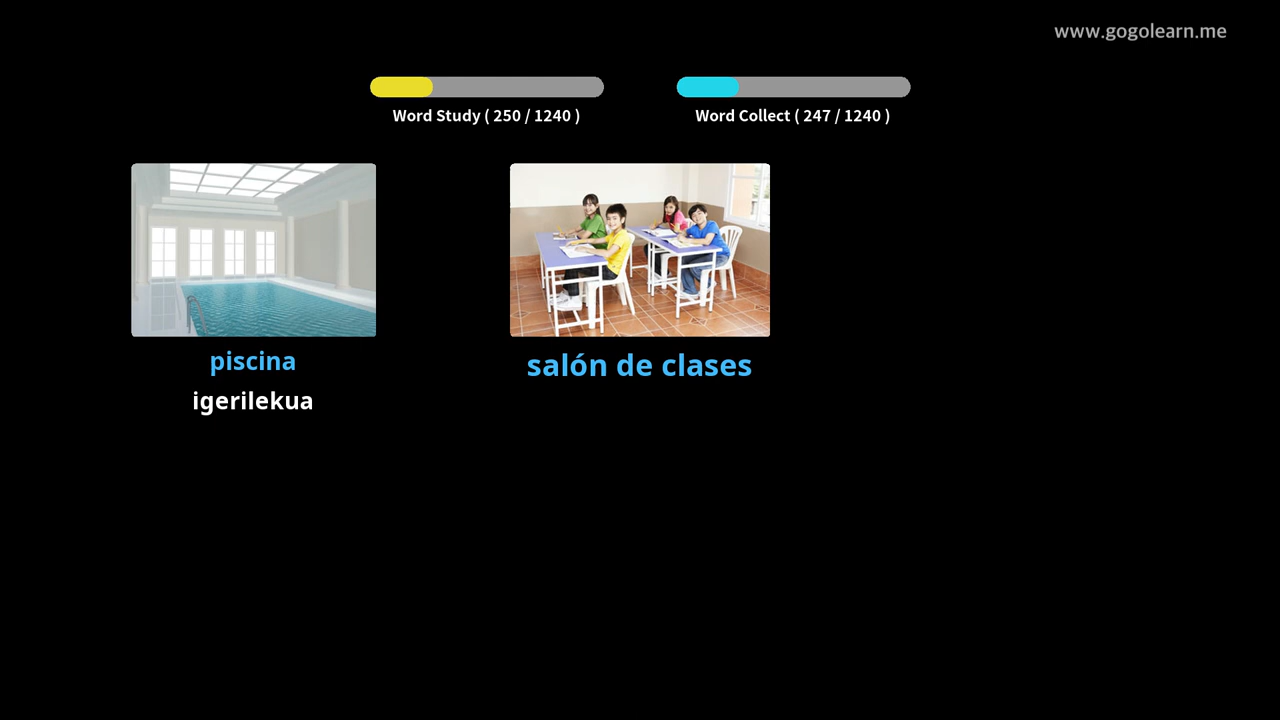 www.gogolearn.me
Word Study ( 250 / 1240 )
Word Collect ( 247 / 1240 )
piscina
igerilekua
salón de clases